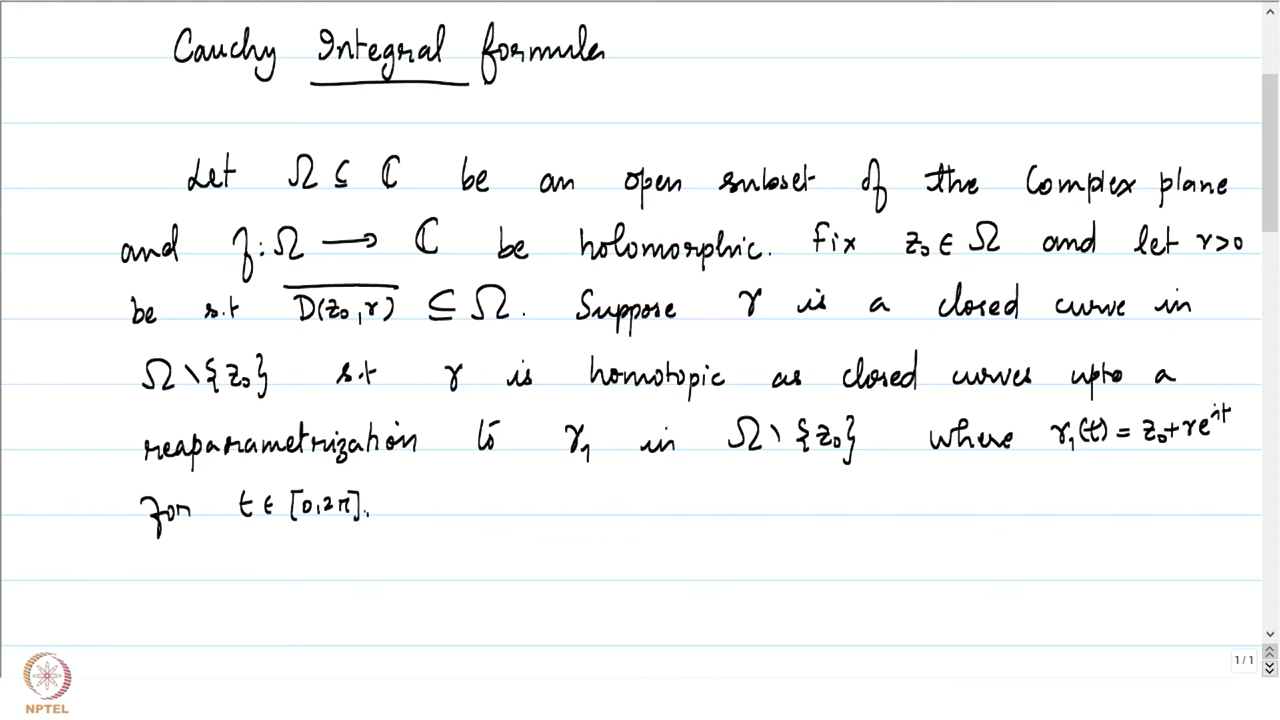 Cauchy Integral formula
Let Ω ⊆ ℂ be an open subset of the complex plane
and f: Ω ⟶ ℂ be holomorphic. Fix z₀ ∈ Ω and let r>0
be s.t \overline{D(z₀,r)} ⊆ Ω. Suppose γ is a closed curve in
Ω∖{z₀} s.t γ is homotopic as closed curves upto a
reaparametrization to γ₁ in Ω∖{z₀} where γ₁(t) = z₀+re^{it}
for t ∈ [0,2π].
1/1
NPTEL